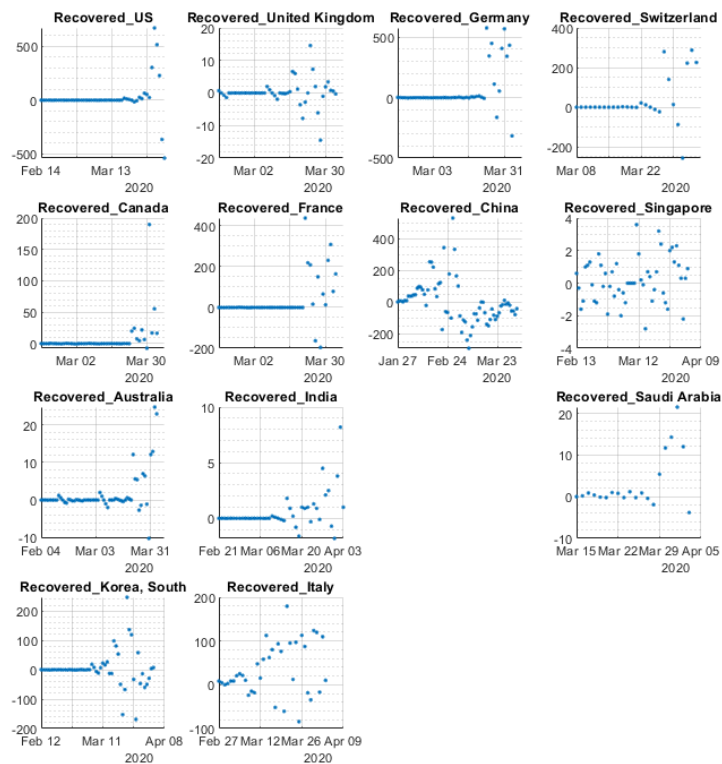 Recovered_US
500
0
-500
Feb 14
Mar 13
2020
Recovered_United Kingdom
20
10
0
10
20
Mar 02
Mar 30
2020
Recovered_Germany
500
0
-500
Mar 03
Mar 31
2020
Recovered_Switzerland
400
200
0
-200
Mar 08
Mar 22
2020
Recovered_Canada
200
150
100
50
0
Mar 02
Mar 30
2020
Recovered_France
400
200
0
-200
Mar 02
Mar 30
2020
Recovered_China
400
200
0
-200
Jan 27
Feb 24
Mar 23
2020
Recovered_Singapore
4
2
0
-2
-4
Feb 13
Mar 12
Apr 09
2020
Recovered_Australia
20
10
0
-10
Feb 04
Mar 03
Mar 31
2020
Recovered_India
10
5
0
Feb 21
Mar 06
Mar 20
Apr 03
2020
Recovered_Saudi Arabia
20
10
0
-10
Mar 15
Mar 22
Mar 29
Apr 05
2020
Recovered_Korea, South
200
100
0
-100
-200
Feb 12
Mar 11
Apr 08
2020
Recovered_Italy
200
100
0
-100
Feb 27
Mar 12
Mar 26
Apr 09
2020